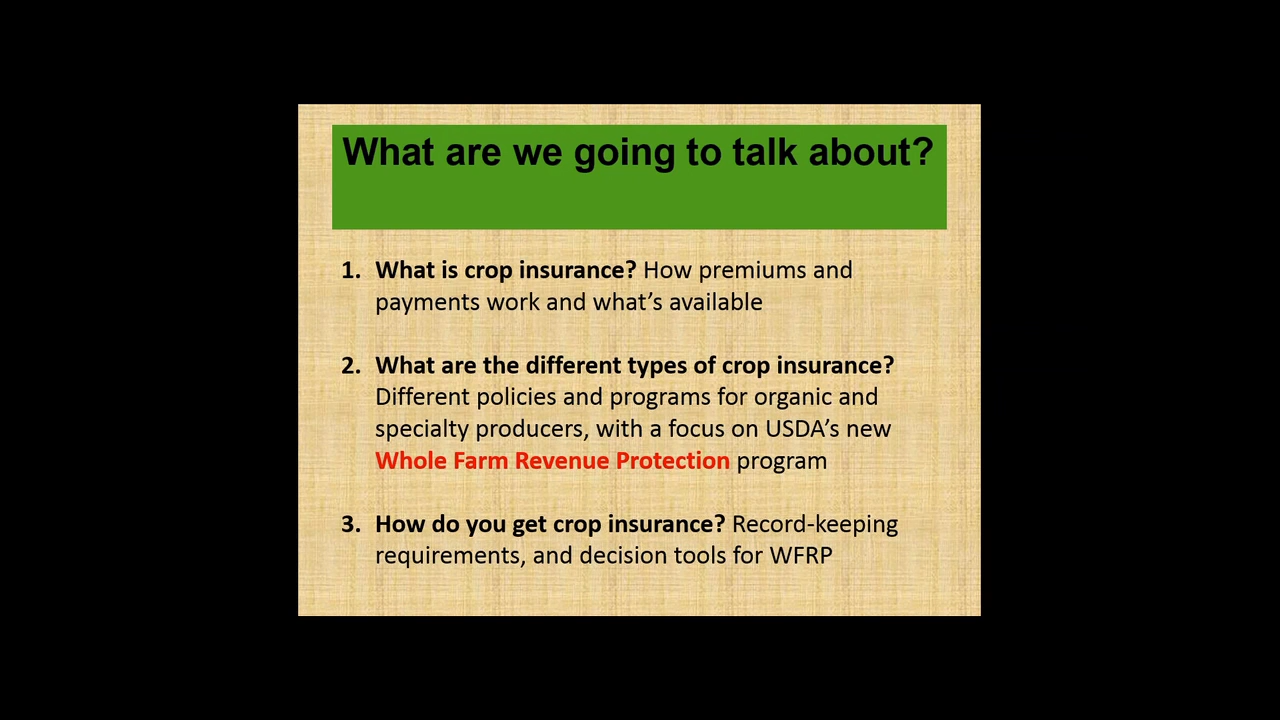 What are we going to talk about?
1. What is crop insurance? How premiums and
payments work and what’s available
2. What are the different types of crop insurance?
Different policies and programs for organic and
specialty producers, with a focus on USDA’s new
Whole Farm Revenue Protection program
3. How do you get crop insurance? Record-keeping
requirements, and decision tools for WFRP